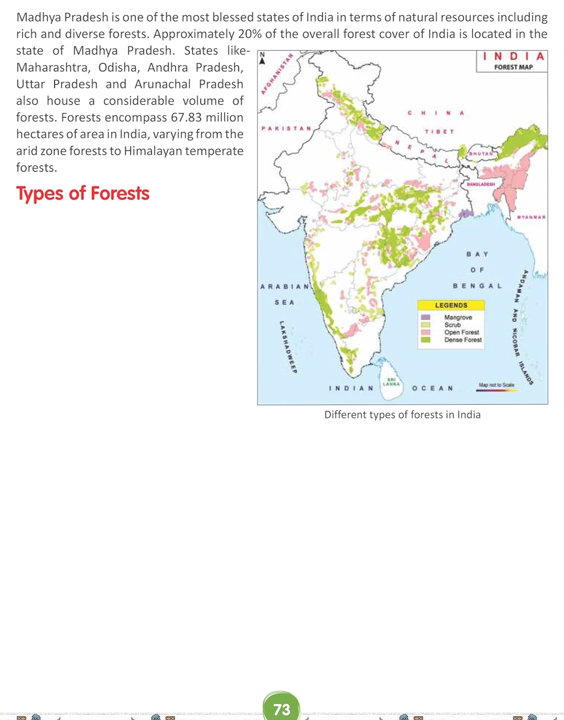 Madhya Pradesh is one of the most blessed states of India in terms of natural resources including
rich and diverse forests. Approximately 20% of the overall forest cover of India is located in the
state of Madhya Pradesh. States like-
Maharashtra, Odisha, Andhra Pradesh,
Uttar Pradesh and Arunachal Pradesh
also house a considerable volume of
forests. Forests encompass 67.83 million
hectares of area in India, varying from the
arid zone forests to Himalayan temperate
forests.
Types of Forests
N
INDIA
FOREST MAP
AFGHANISTAN
CHINA
PAKISTAN
TIBET
NEPAL
BHUTAN
BANGLADESH
MYANMAR
BAY
OF
BENGAL
ARABIAN
SEA
LEGENDS
Mangrove
Scrub
Open Forest
Dense Forest
LAKSHADWEEP
ANDAMAN AND NICOBAR ISLANDS
SRI
LANKA
INDIAN OCEAN
Map not to Scale
Different types of forests in India
73